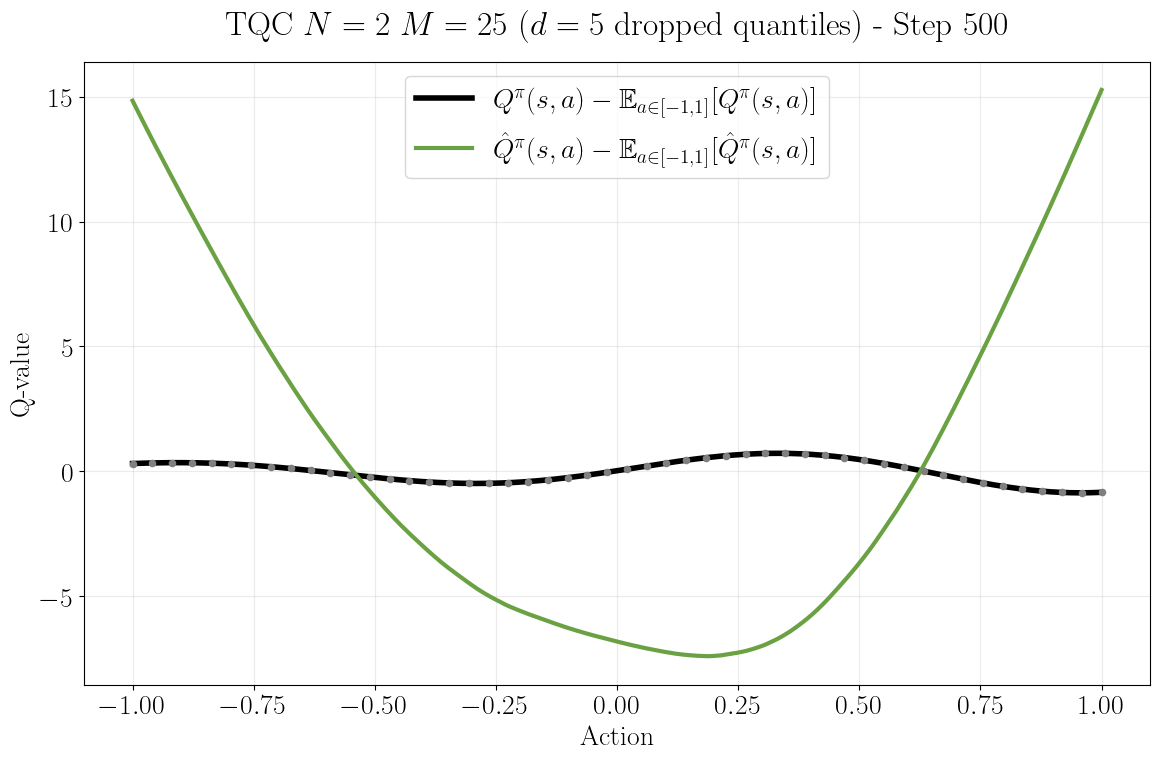 TQC N = 2 M = 25 (d = 5 dropped quantiles) - Step 500
Q^π(s, a) − 𝔼_{a∈[−1,1]}[Q^π(s, a)]
Q̂^π(s, a) − 𝔼_{a∈[−1,1]}[Q̂^π(s, a)]
15
10
5
0
−5
Q-value
−1.00 −0.75 −0.50 −0.25 0.00 0.25 0.50 0.75 1.00
Action